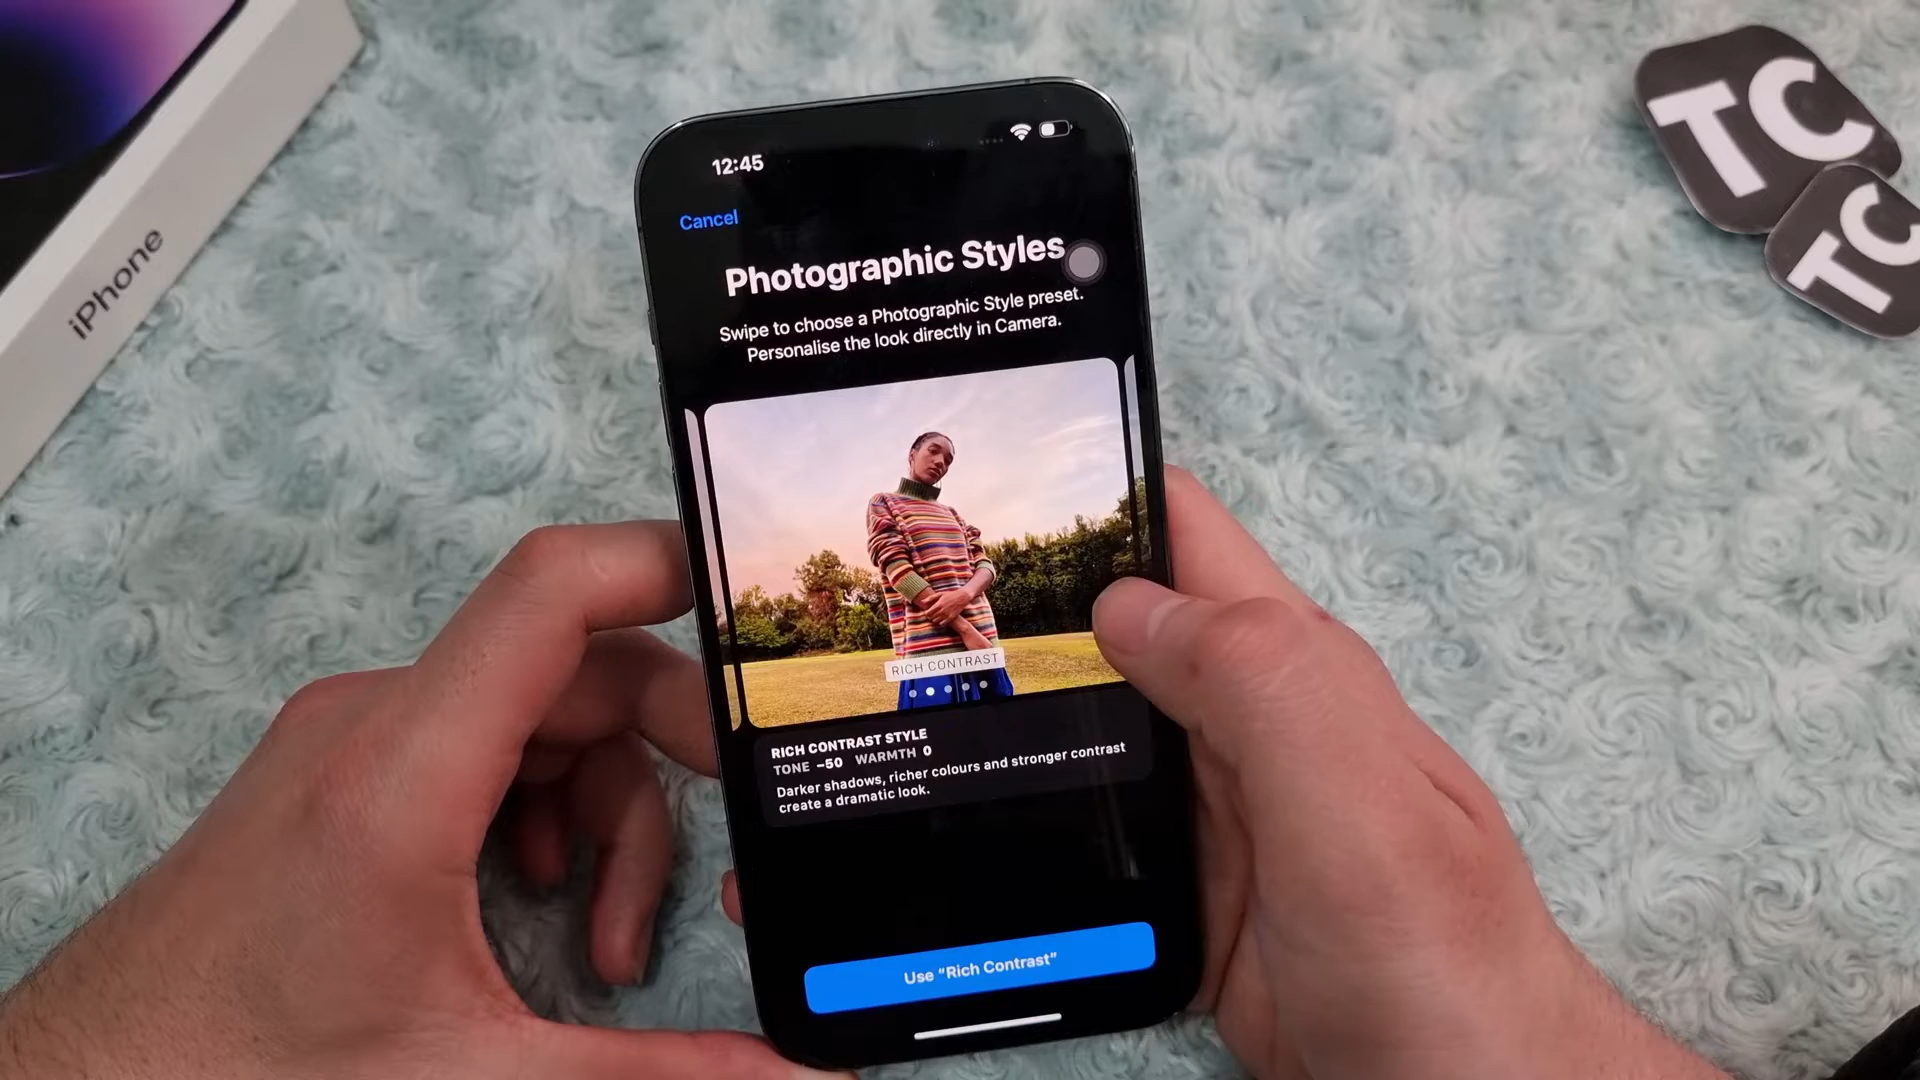 iPhone
TC
TC
12:45
Cancel
Photographic Styles
Swipe to choose a Photographic Style preset.
Personalise the look directly in Camera.
RICH CONTRAST
RICH CONTRAST STYLE
TONE -50 WARMTH 0
Darker shadows, richer colours and stronger contrast
create a dramatic look.
Use “Rich Contrast”